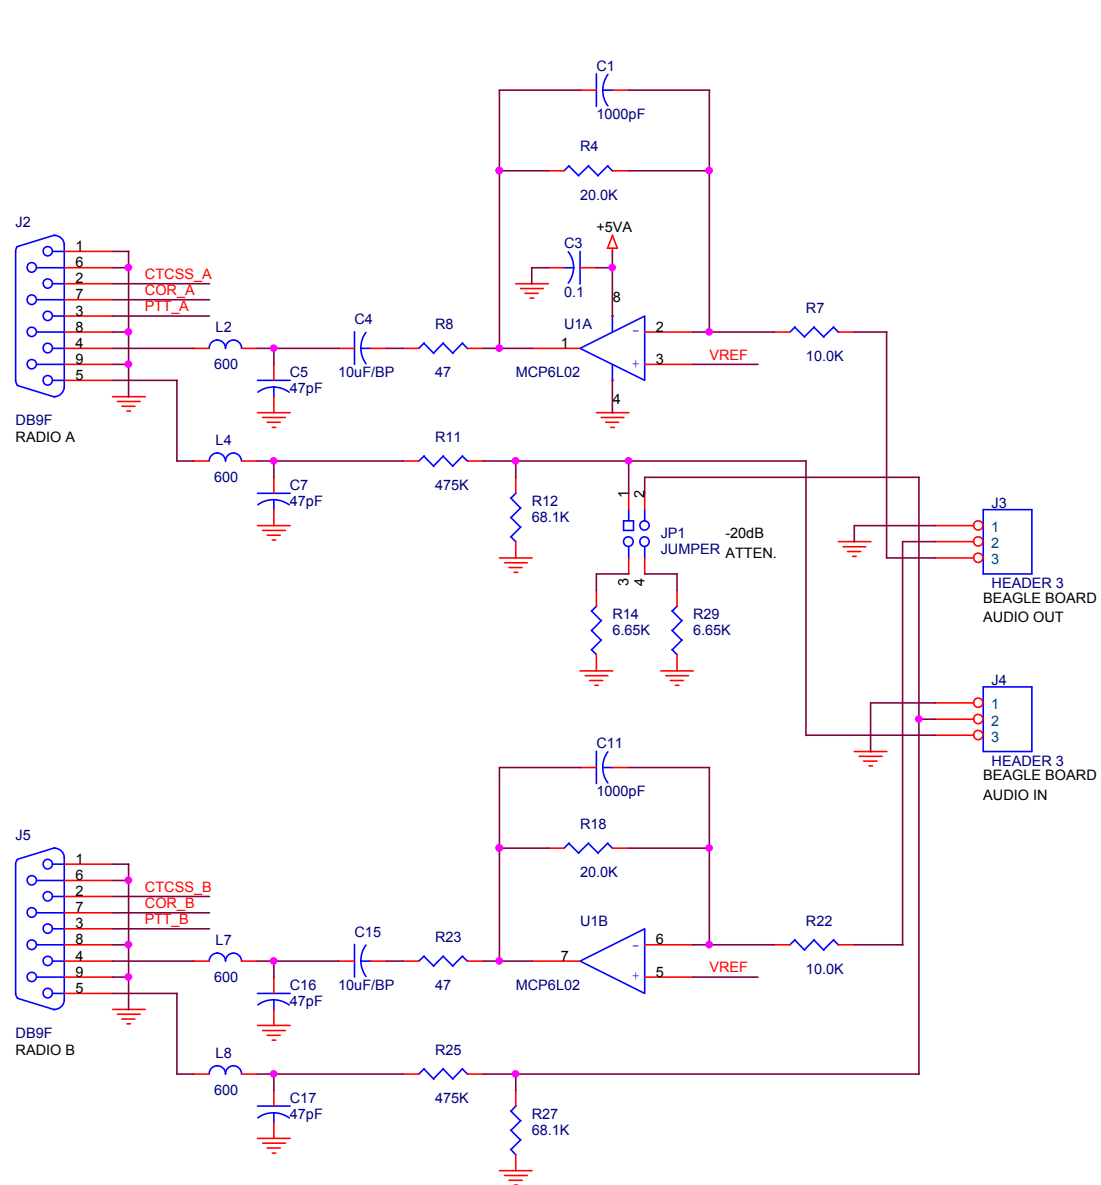 C1
1000pF
R4
20.0K
+5VA
C3
0.1
8
U1A
1
2
3
4
MCP6L02
VREF
R7
10.0K
J2
1
6
2
7
3
8
4
9
5
CTCSS_A
COR_A
PTT_A
DB9F
RADIO A
L2
600
C5
47pF
C4
10uF/BP
R8
47
L4
600
C7
47pF
R11
475K
R12
68.1K
1
2
JP1
JUMPER
-20dB
ATTEN.
3
4
R14
6.65K
R29
6.65K
J3
1
2
3
HEADER 3
BEAGLE BOARD
AUDIO OUT
J4
1
2
3
HEADER 3
BEAGLE BOARD
AUDIO IN
C11
1000pF
R18
20.0K
U1B
7
6
5
MCP6L02
VREF
R22
10.0K
J5
1
6
2
7
3
8
4
9
5
CTCSS_B
COR_B
PTT_B
DB9F
RADIO B
L7
600
C16
47pF
C15
10uF/BP
R23
47
L8
600
C17
47pF
R25
475K
R27
68.1K